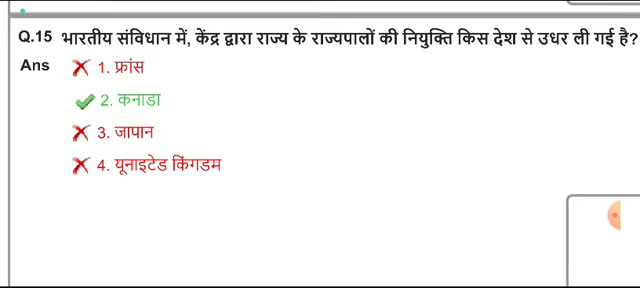 Q.15 भारतीय संविधान में, केंद्र द्वारा राज्य के राज्यपालों की नियुक्ति किस देश से उधर ली गई है?
Ans 1. फ्रांस
2. कनाडा
3. जापान
4. यूनाइटेड किंगडम